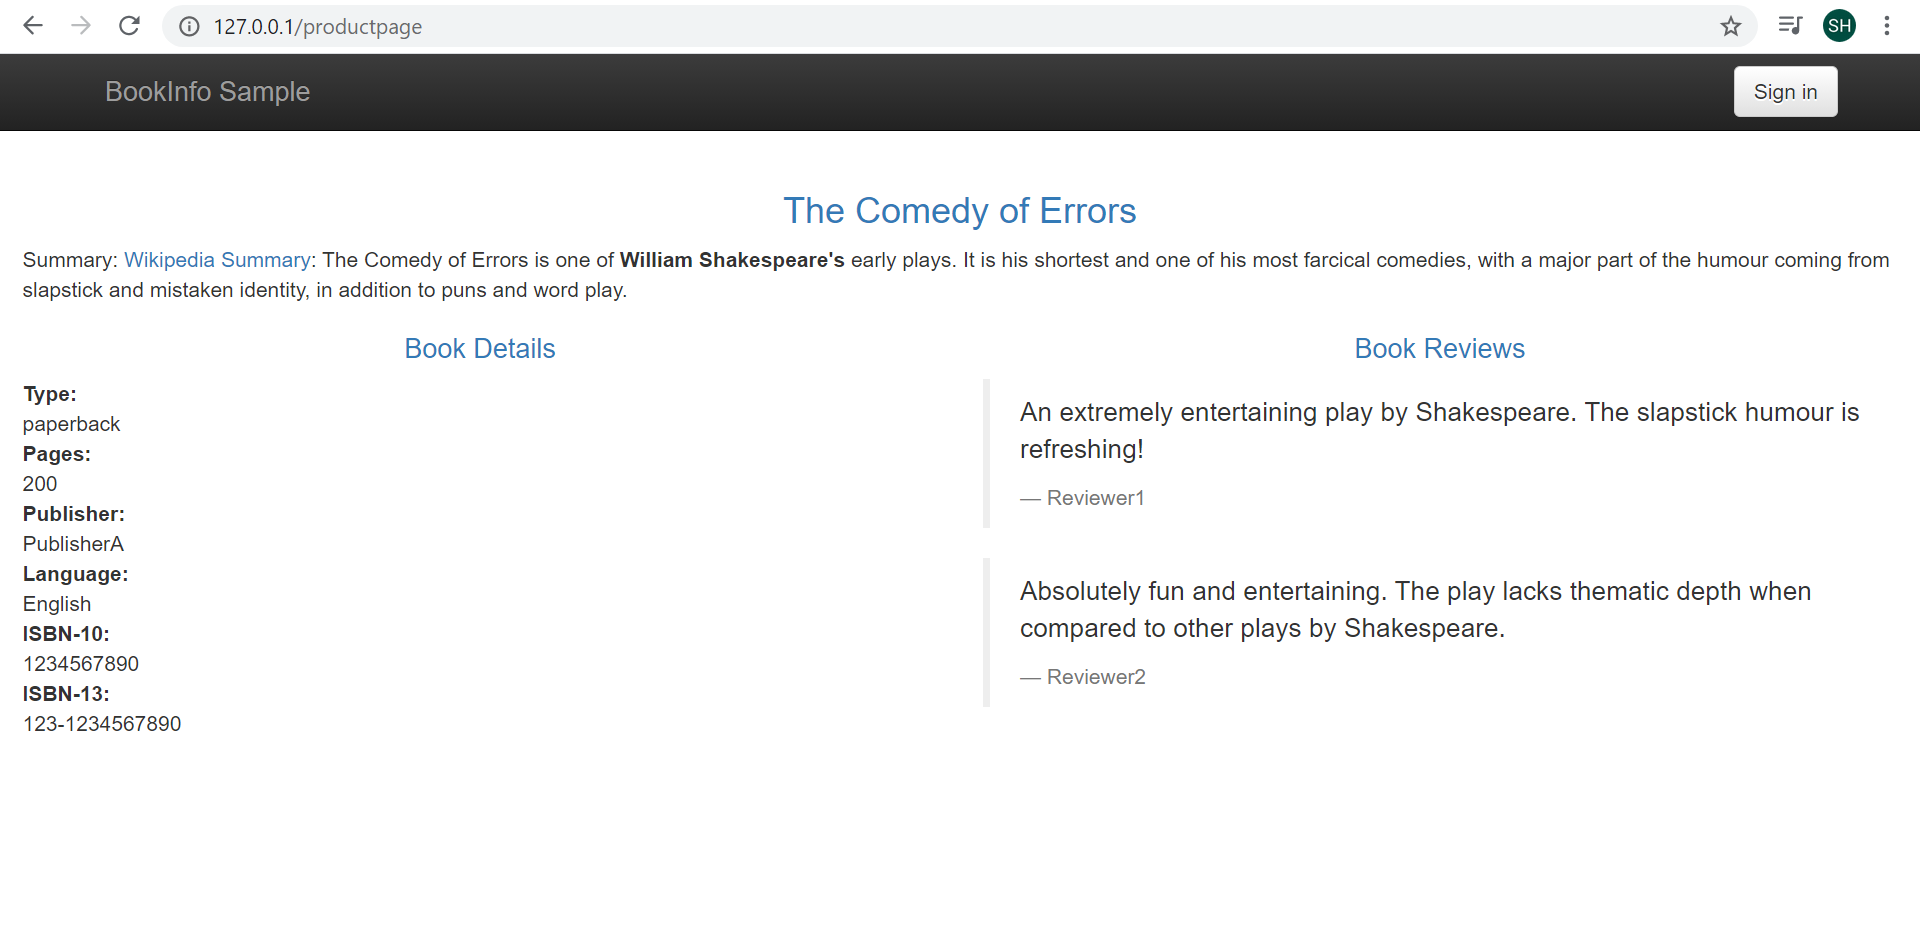 127.0.0.1/productpage
SH
BookInfo Sample
Sign in
The Comedy of Errors
Summary: Wikipedia Summary: The Comedy of Errors is one of William Shakespeare's early plays. It is his shortest and one of his most farcical comedies, with a major part of the humour coming from
slapstick and mistaken identity, in addition to puns and word play.
Book Details
Type:
paperback
Pages:
200
Publisher:
PublisherA
Language:
English
ISBN-10:
1234567890
ISBN-13:
123-1234567890
Book Reviews
An extremely entertaining play by Shakespeare. The slapstick humour is
refreshing!
— Reviewer1
Absolutely fun and entertaining. The play lacks thematic depth when
compared to other plays by Shakespeare.
— Reviewer2